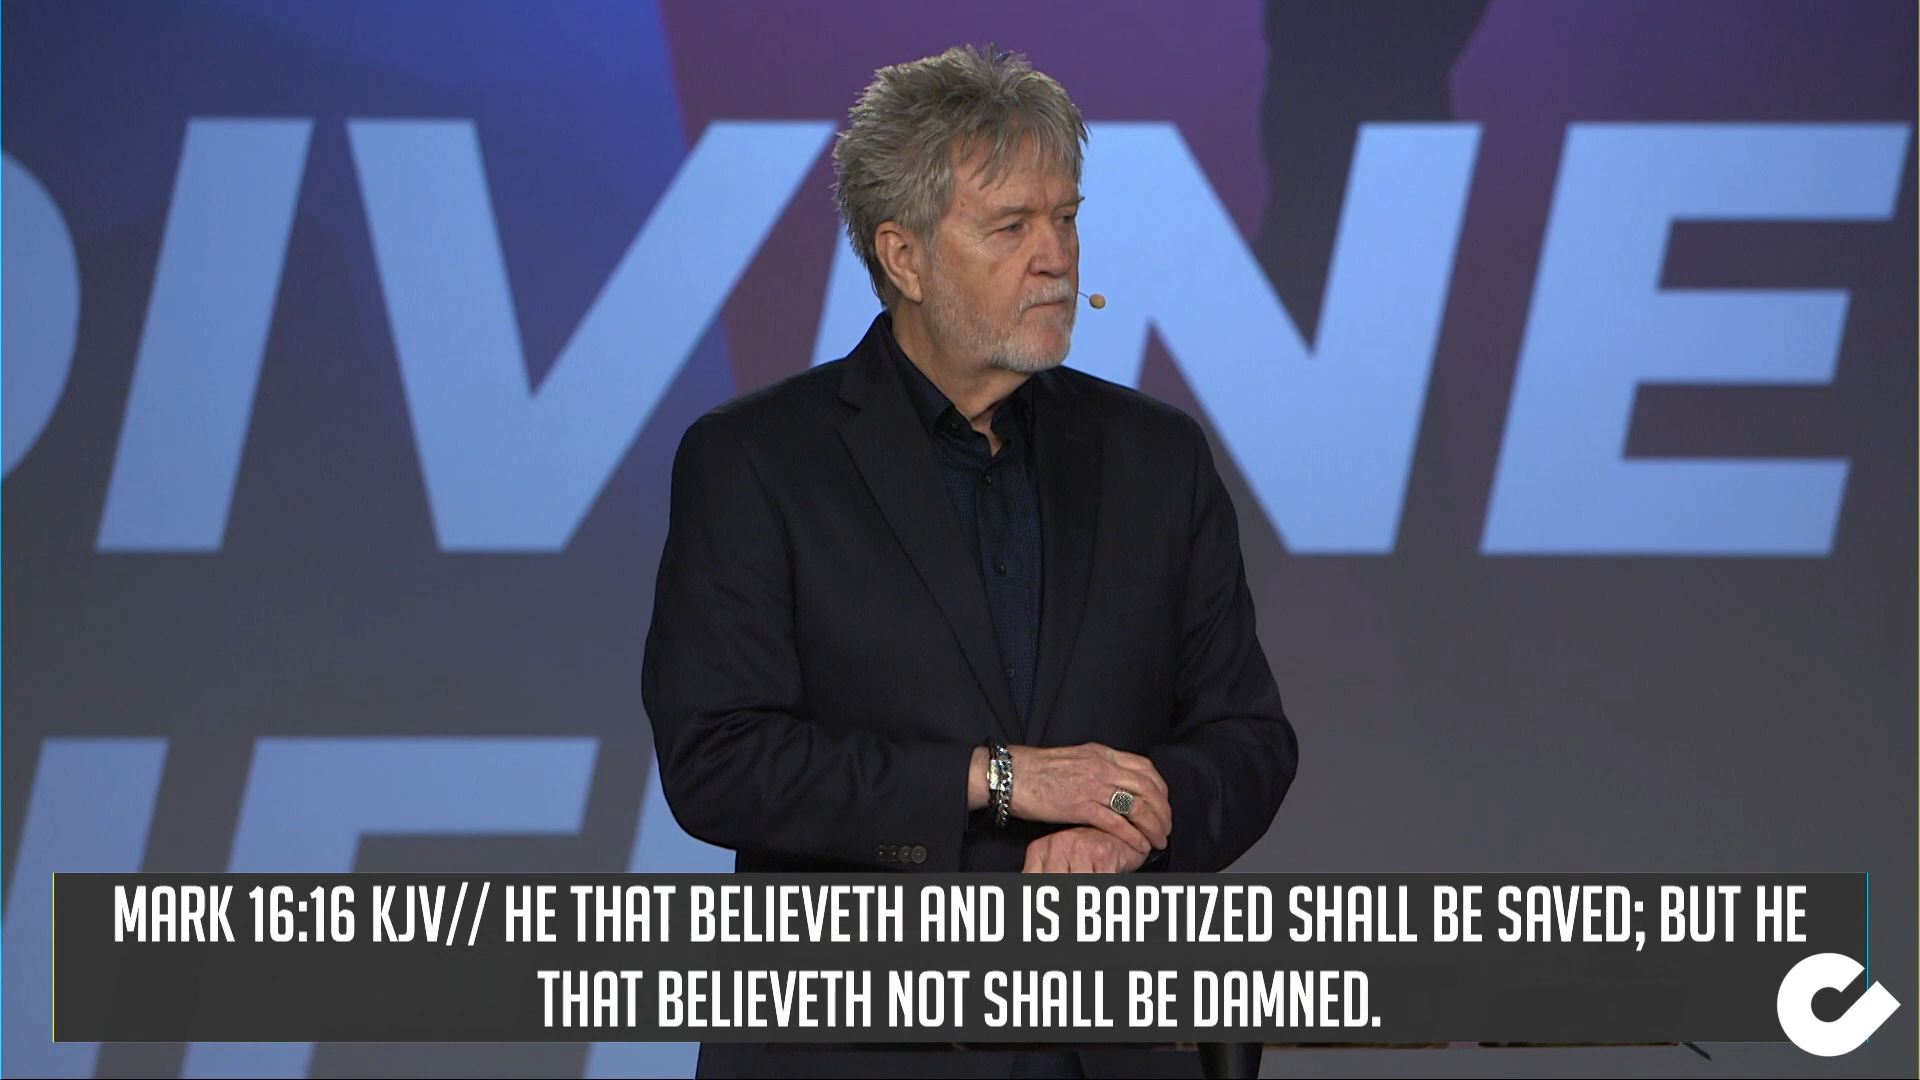 DIVINE
MARK 16:16 KJV// HE THAT BELIEVETH AND IS BAPTIZED SHALL BE SAVED; BUT HE
THAT BELIEVETH NOT SHALL BE DAMNED.